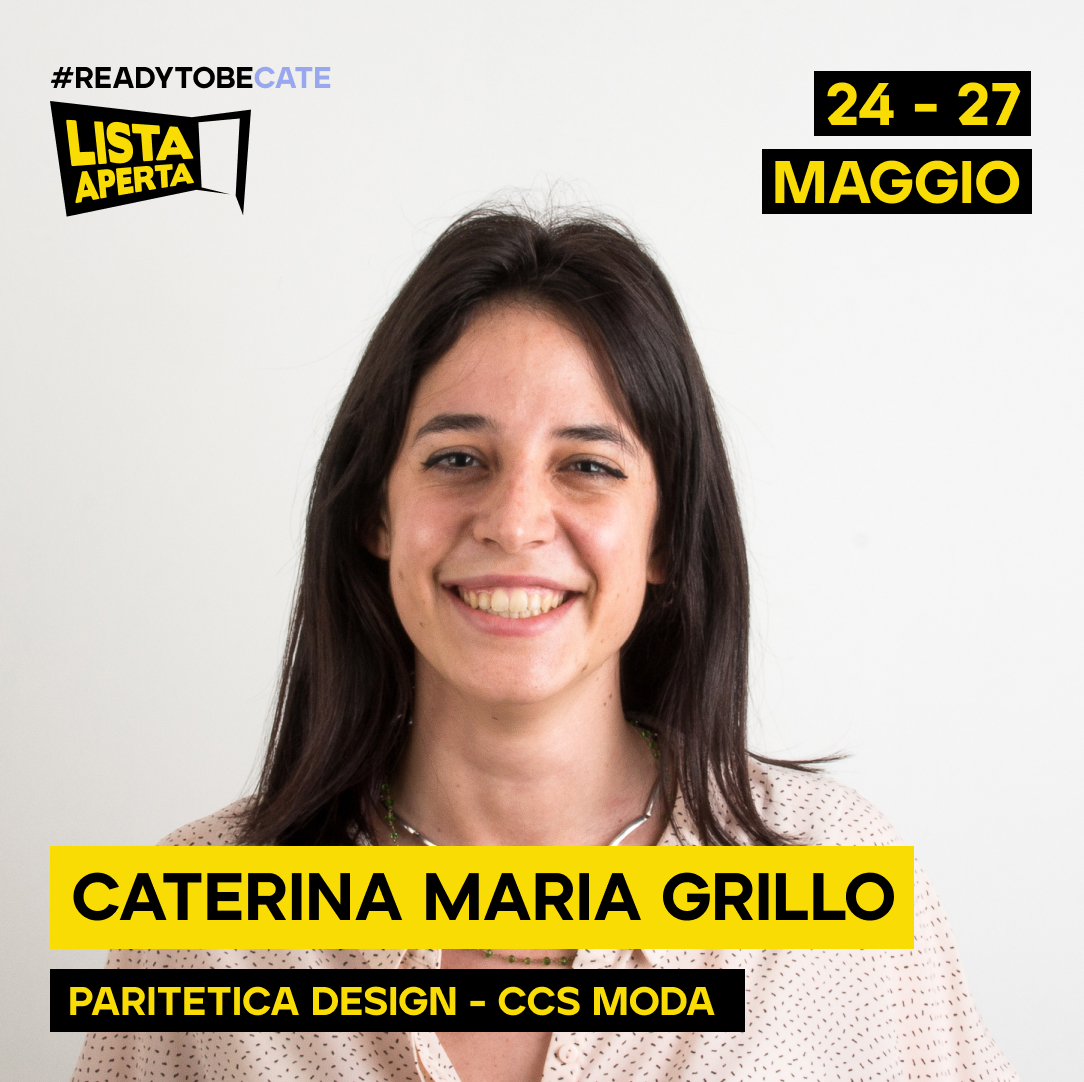 #READYTOBECATE
LISTA
APERTA
24 - 27
MAGGIO
CATERINA MARIA GRILLO
PARITETICA DESIGN - CCS MODA